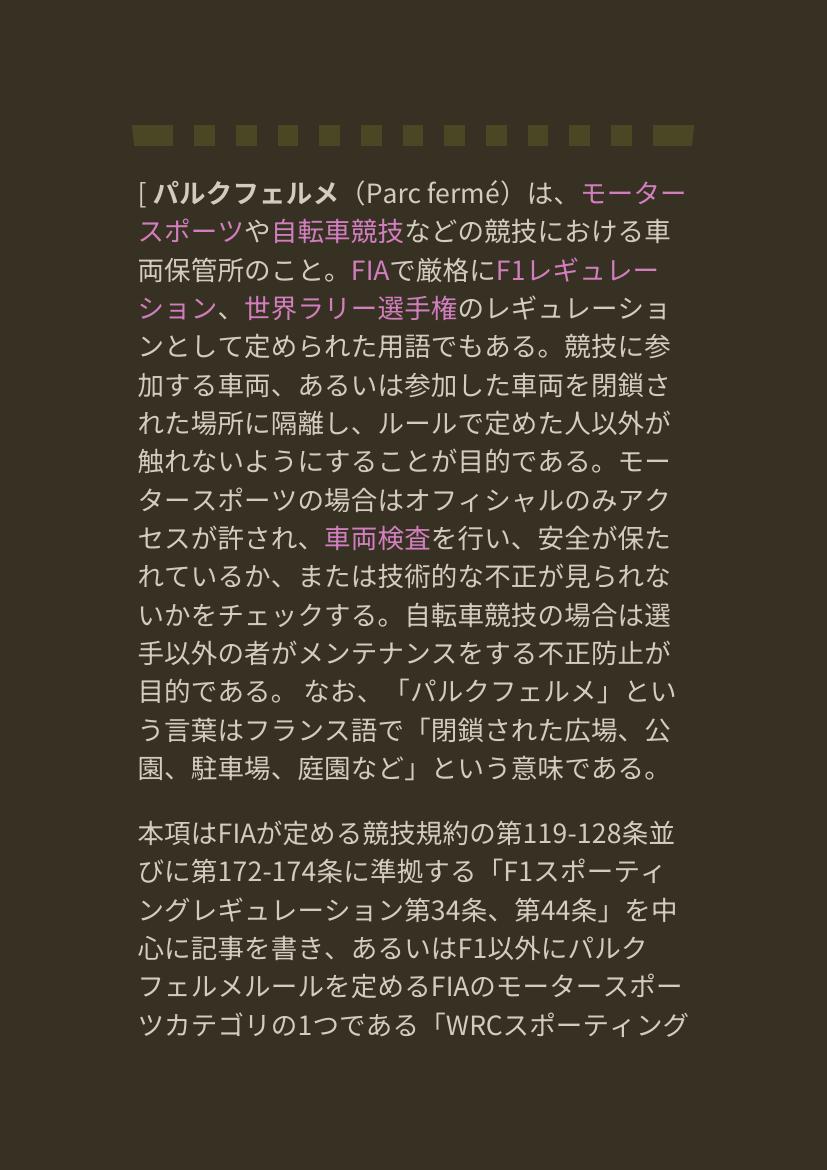 [ パルクフェルメ（Parc fermé）は、モーター
スポーツや自転車競技などの競技における車
両保管所のこと。FIAで厳格にF1レギュレー
ション、世界ラリー選手権のレギュレーショ
ンとして定められた用語でもある。競技に参
加する車両、あるいは参加した車両を閉鎖さ
れた場所に隔離し、ルールで定めた人以外が
触れないようにすることが目的である。モー
タースポーツの場合はオフィシャルのみアク
セスが許され、車両検査を行い、安全が保た
れているか、または技術的な不正が見られな
いかをチェックする。自転車競技の場合は選
手以外の者がメンテナンスをする不正防止が
目的である。 なお、「パルクフェルメ」とい
う言葉はフランス語で「閉鎖された広場、公
園、駐車場、庭園など」という意味である。
本項はFIAが定める競技規約の第119-128条並
びに第172-174条に準拠する「F1スポーティ
ングレギュレーション第34条、第44条」を中
心に記事を書き、あるいはF1以外にパルク
フェルメルールを定めるFIAのモータースポー
ツカテゴリの1つである「WRCスポーティング